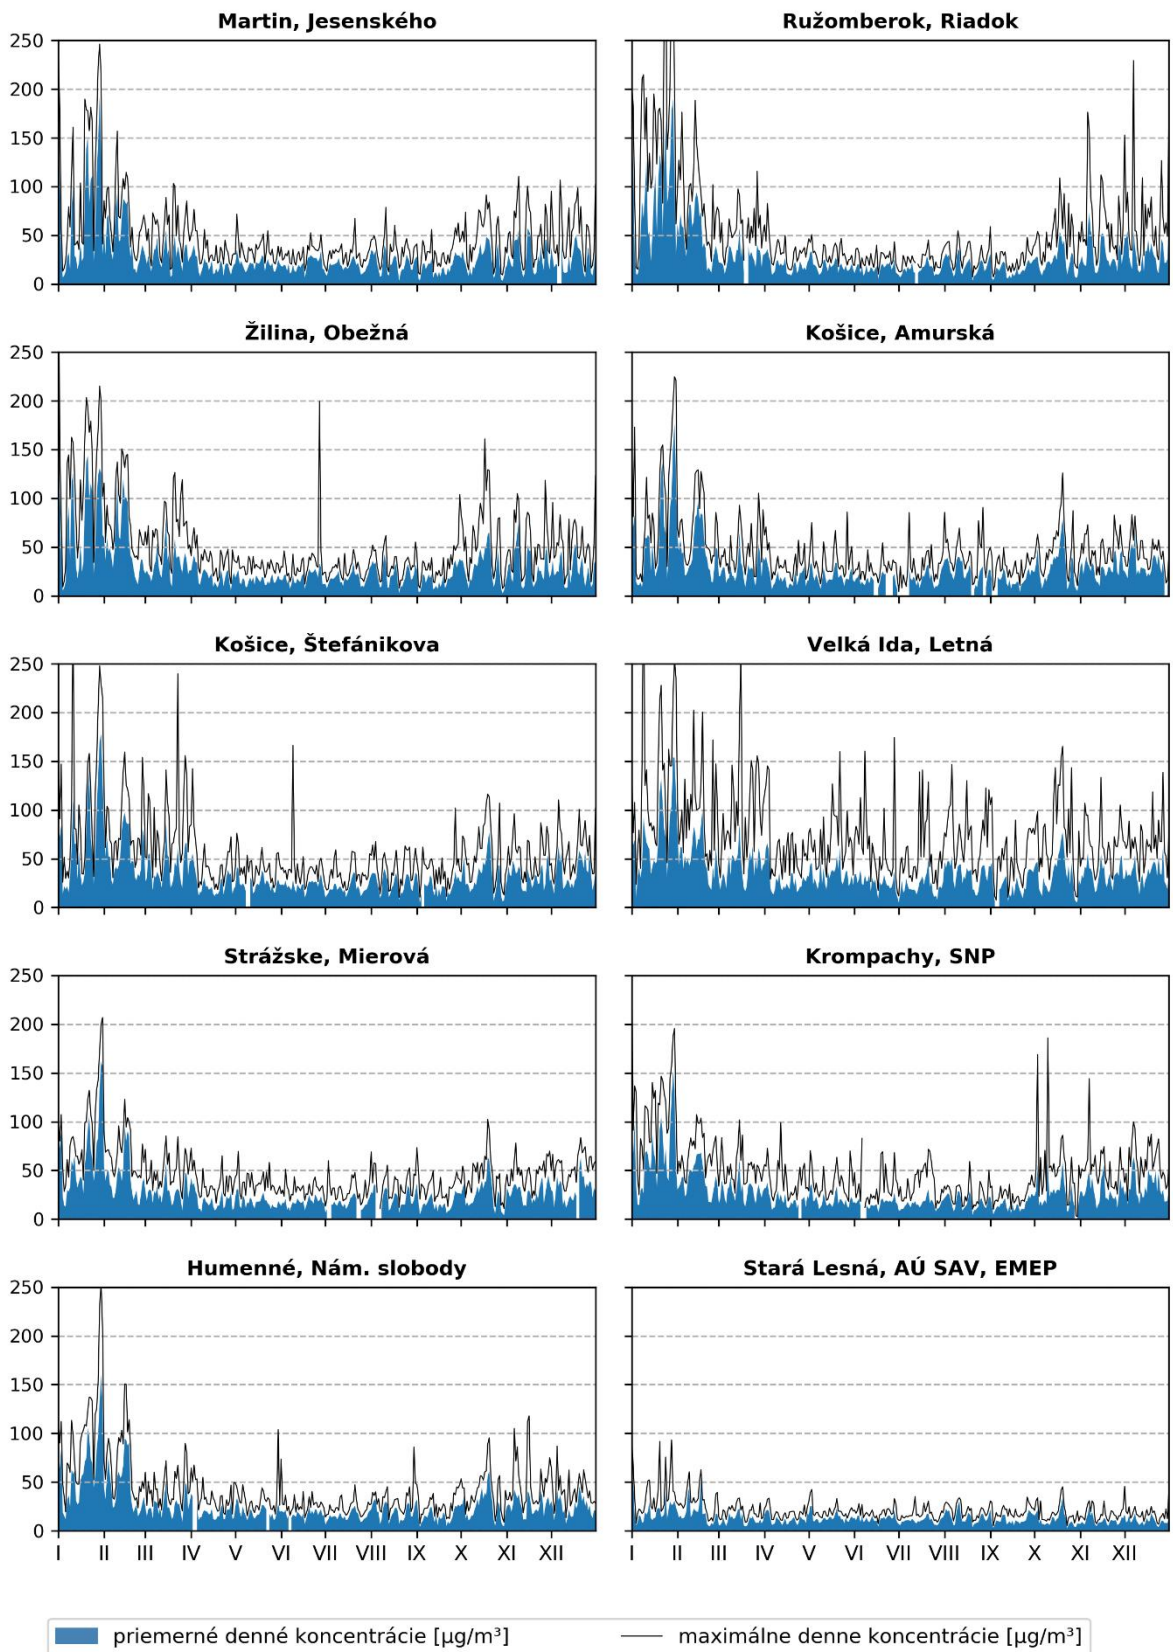 Martin, Jesenského
Ružomberok, Riadok
250
200
150
100
50
0
Žilina, Obežná
Košice, Amurská
250
200
150
100
50
0
Košice, Štefánikova
Velká Ida, Letná
250
200
150
100
50
0
Strážske, Mierová
Krompachy, SNP
250
200
150
100
50
0
Humenné, Nám. slobody
Stará Lesná, AÚ SAV, EMEP
250
200
150
100
50
0
I II III IV V VI VII VIII IX X XI XII
I II III IV V VI VII VIII IX X XI XII
priemerné denné koncentrácie [µg/m³]
maximálne denne koncentrácie [µg/m³]